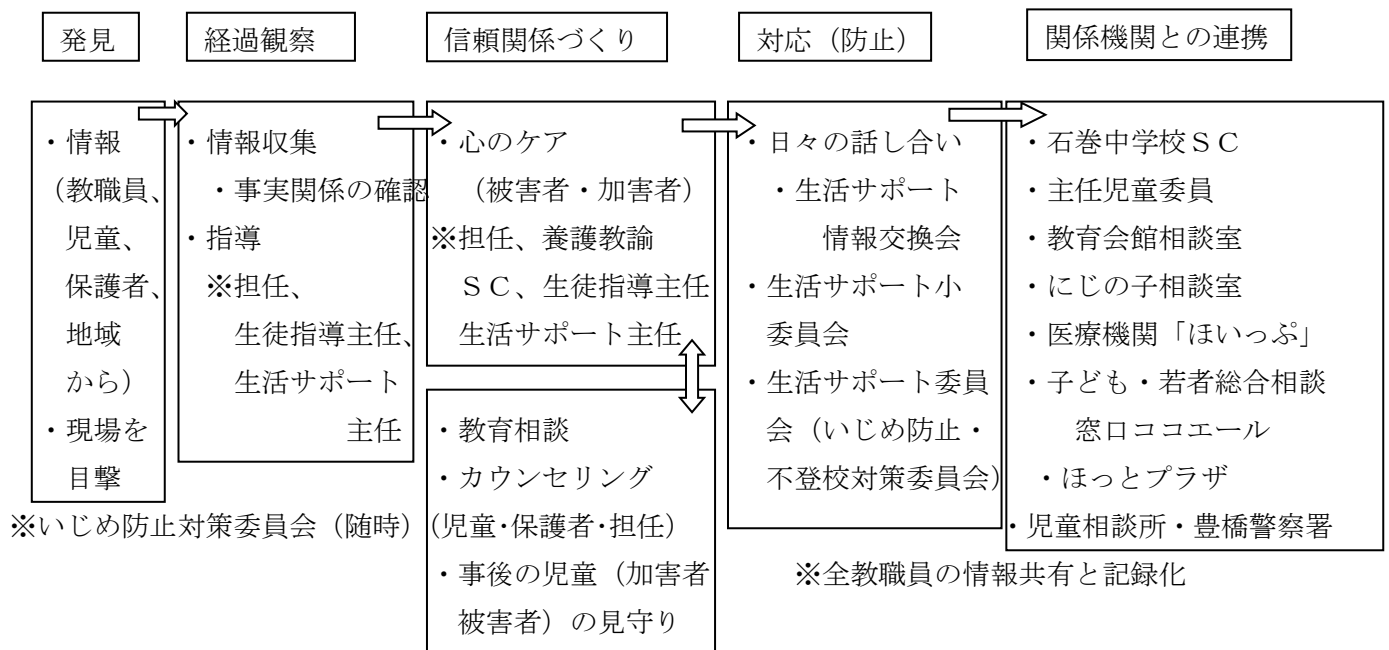 発見
経過観察
信頼関係づくり
対応（防止）
関係機関との連携
・情報
（教職員、
児童、
保護者、
地域
から）
・現場を
目撃
・情報収集
・事実関係の確認
・指導
※担任、
生徒指導主任、
生活サポート
主任
・心のケア
（被害者・加害者）
※担任、養護教諭
ＳＣ、生徒指導主任
生活サポート主任
・教育相談
・カウンセリング
（児童・保護者・担任）
・事後の児童（加害者
被害者）の見守り
・日々の話し合い
・生活サポート
情報交換会
・生活サポート小
委員会
・生活サポート委員
会（いじめ防止・
不登校対策委員会）
・石巻中学校ＳＣ
・主任児童委員
・教育会館相談室
・にじの子相談室
・医療機関「ほいっぷ」
・子ども・若者総合相談
窓口ココエール
・ほっとプラザ
・児童相談所・豊橋警察署
※いじめ防止対策委員会（随時）
※全教職員の情報共有と記録化